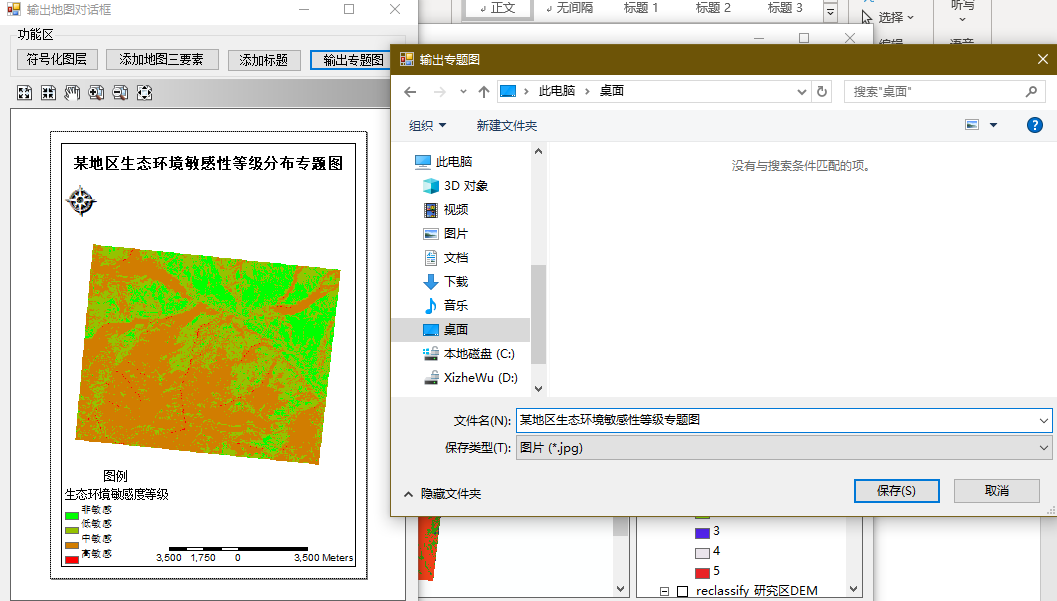 输出地图对话框
功能区
符号化图层 添加地图三要素 添加标题 输出专题图
某地区生态环境敏感性等级分布专题图
图例
生态环境敏感度等级
非敏感
低敏感
中敏感
高敏感
3,500 1,750 0 3,500 Meters
正文 无间隔 标题 1 标题 2 标题 3
选择
编辑
听写
语音
输出专题图
此电脑 桌面
搜索"桌面"
组织 新建文件夹
此电脑
3D 对象
视频
图片
文档
下载
音乐
桌面
本地磁盘 (C:)
XizheWu (D:)
没有与搜索条件匹配的项。
文件名(N): 某地区生态环境敏感性等级专题图
保存类型(T): 图片 (*.jpg)
隐藏文件夹
保存(S) 取消
3
4
5
reclassify 研究区DEM